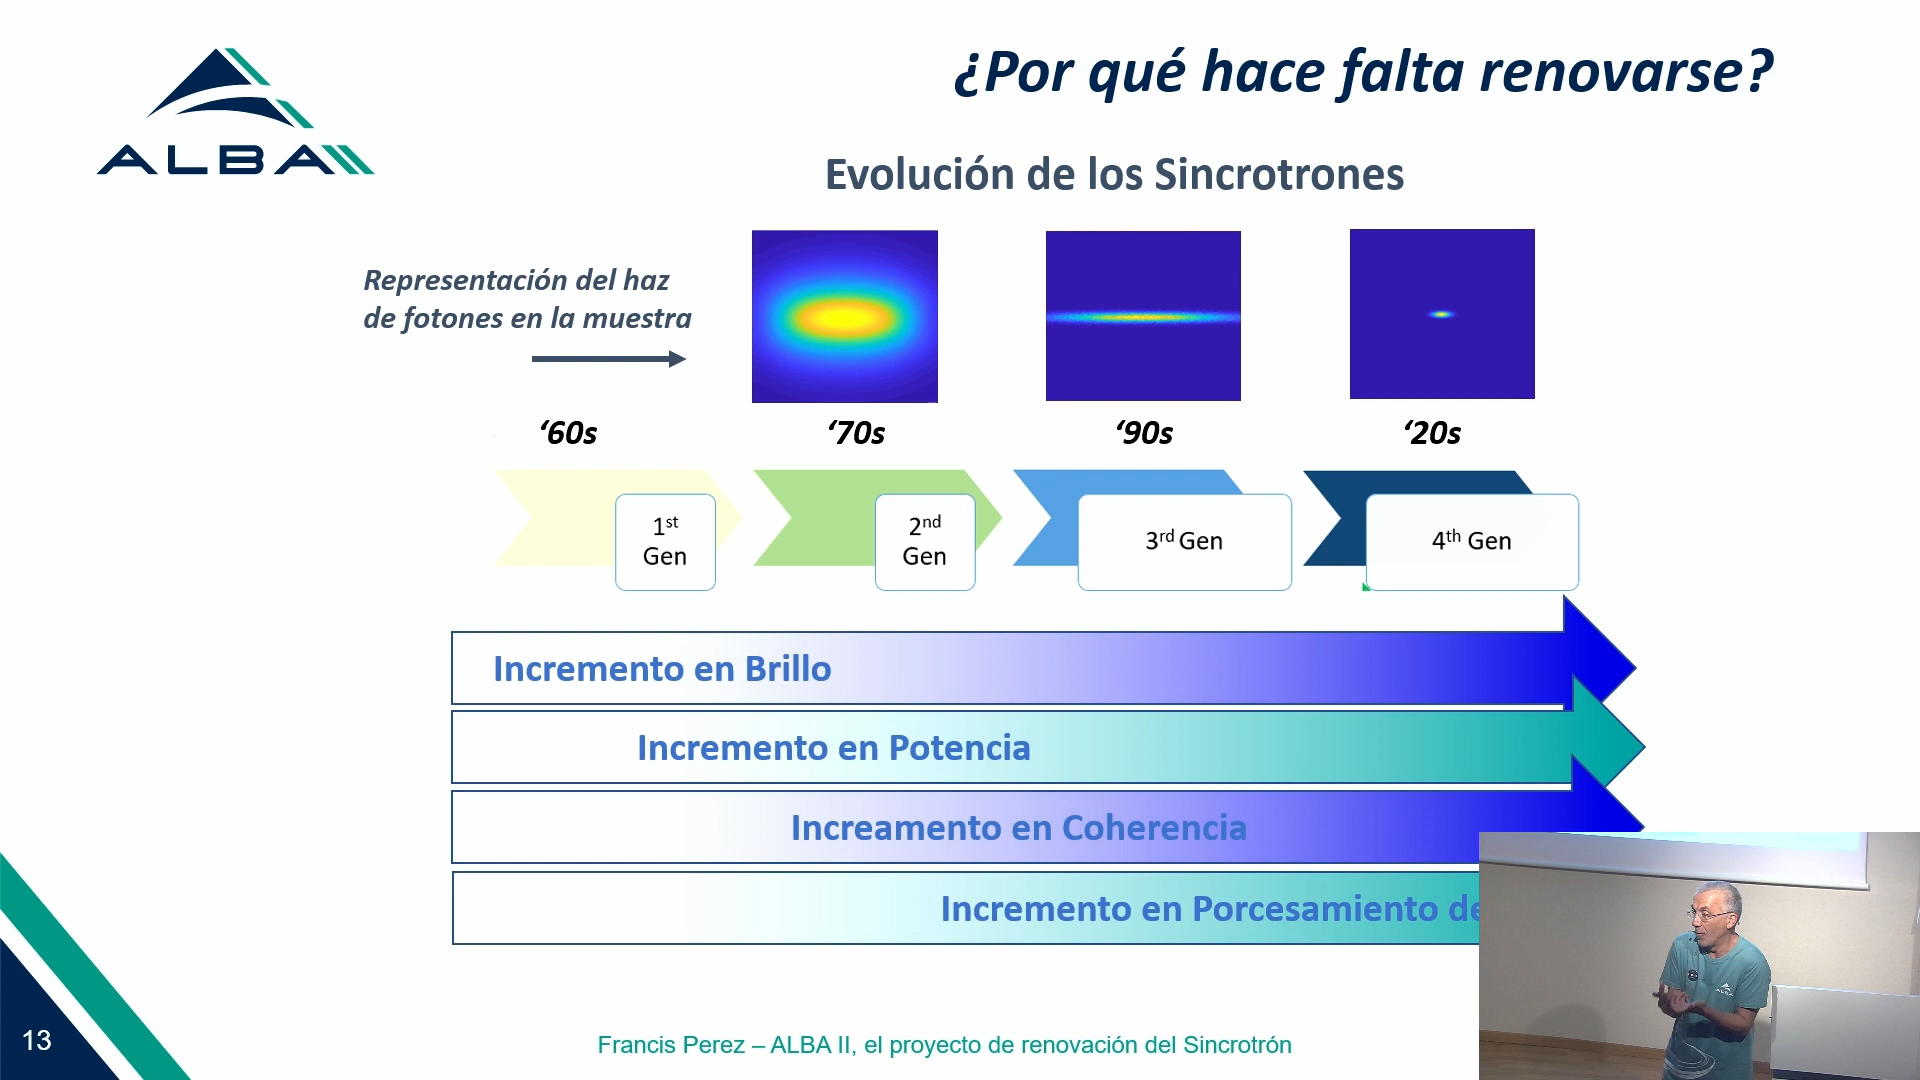 ¿Por qué hace falta renovarse?
ALBA
Evolución de los Sincrotrones
Representación del haz
de fotones en la muestra
‘60s
‘70s
‘90s
‘20s
1st
Gen
2nd
Gen
3rd Gen
4th Gen
Incremento en Brillo
Incremento en Potencia
Increamento en Coherencia
Incremento en Porcesamiento de
13
Francis Perez – ALBA II, el proyecto de renovación del Sincrotrón